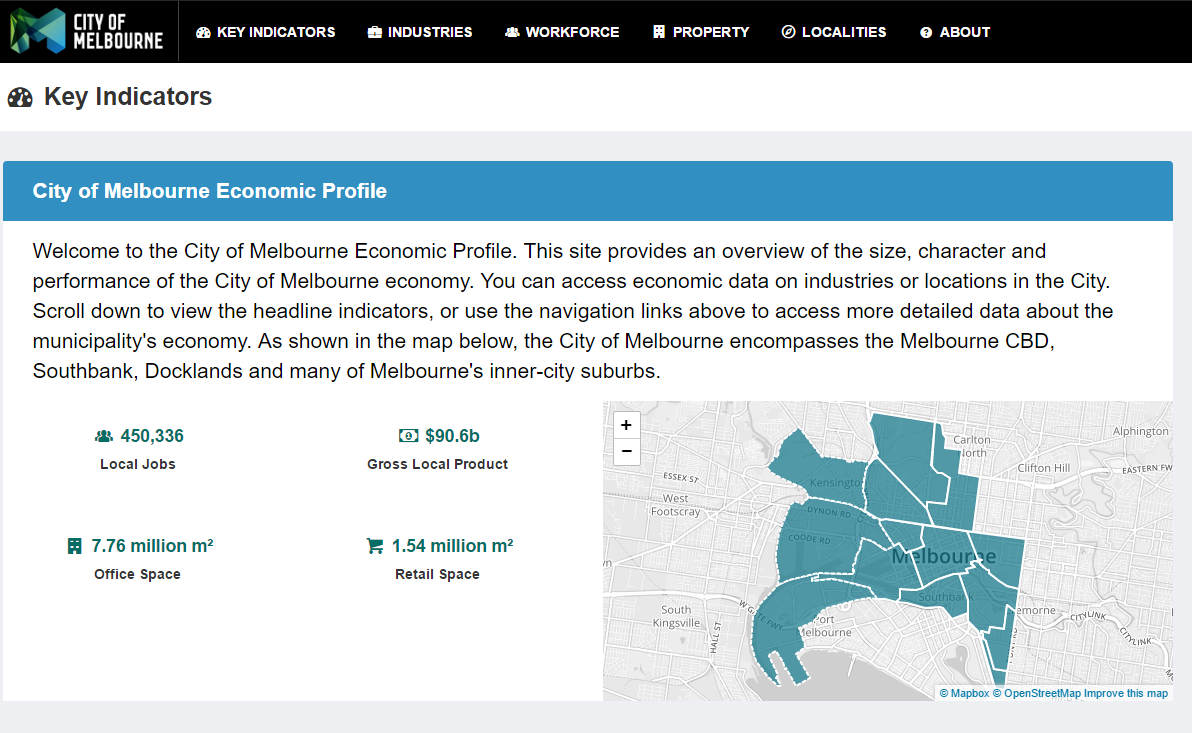 CITY OF
MELBOURNE
KEY INDICATORS
INDUSTRIES
WORKFORCE
PROPERTY
LOCALITIES
ABOUT
Key Indicators
City of Melbourne Economic Profile
Welcome to the City of Melbourne Economic Profile. This site provides an overview of the size, character and
performance of the City of Melbourne economy. You can access economic data on industries or locations in the City.
Scroll down to view the headline indicators, or use the navigation links above to access more detailed data about the
municipality's economy. As shown in the map below, the City of Melbourne encompasses the Melbourne CBD,
Southbank, Docklands and many of Melbourne's inner-city suburbs.
450,336
Local Jobs
$90.6b
Gross Local Product
7.76 million m²
Office Space
1.54 million m²
Retail Space
+
−
Carlton
North
Alphington
Clifton Hill
EASTERN FW
ESSEX ST
Kensington
West
Footscray
DYNON RD
COODE RD
Melbourne
Southbank
South
Kingsville
W GATE FWY
HALL ST
Port
Melbourne
emorne
CITYLINK
CITYLINK
© Mapbox © OpenStreetMap Improve this map